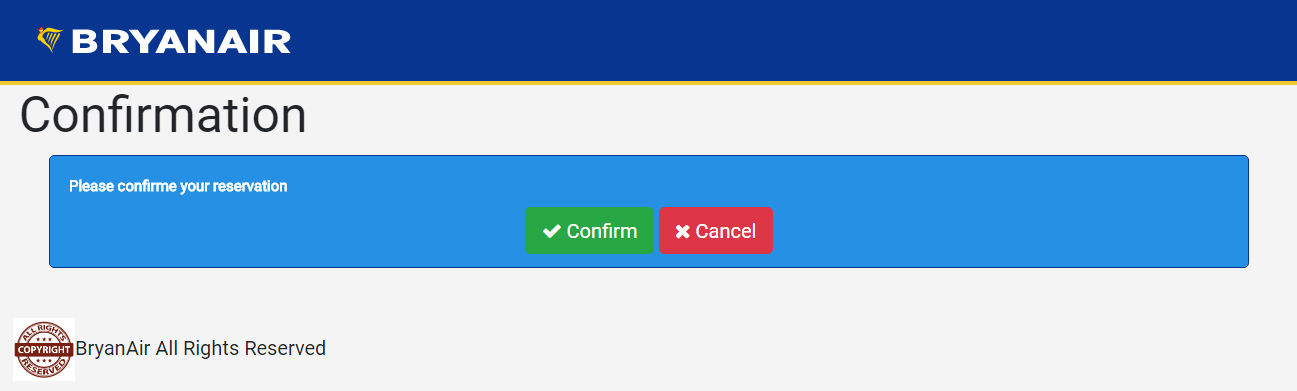 BRYANAIR
Confirmation
Please confirme your reservation
Confirm Cancel
ALL RIGHTS
COPYRIGHT
RESERVED
BryanAir All Rights Reserved